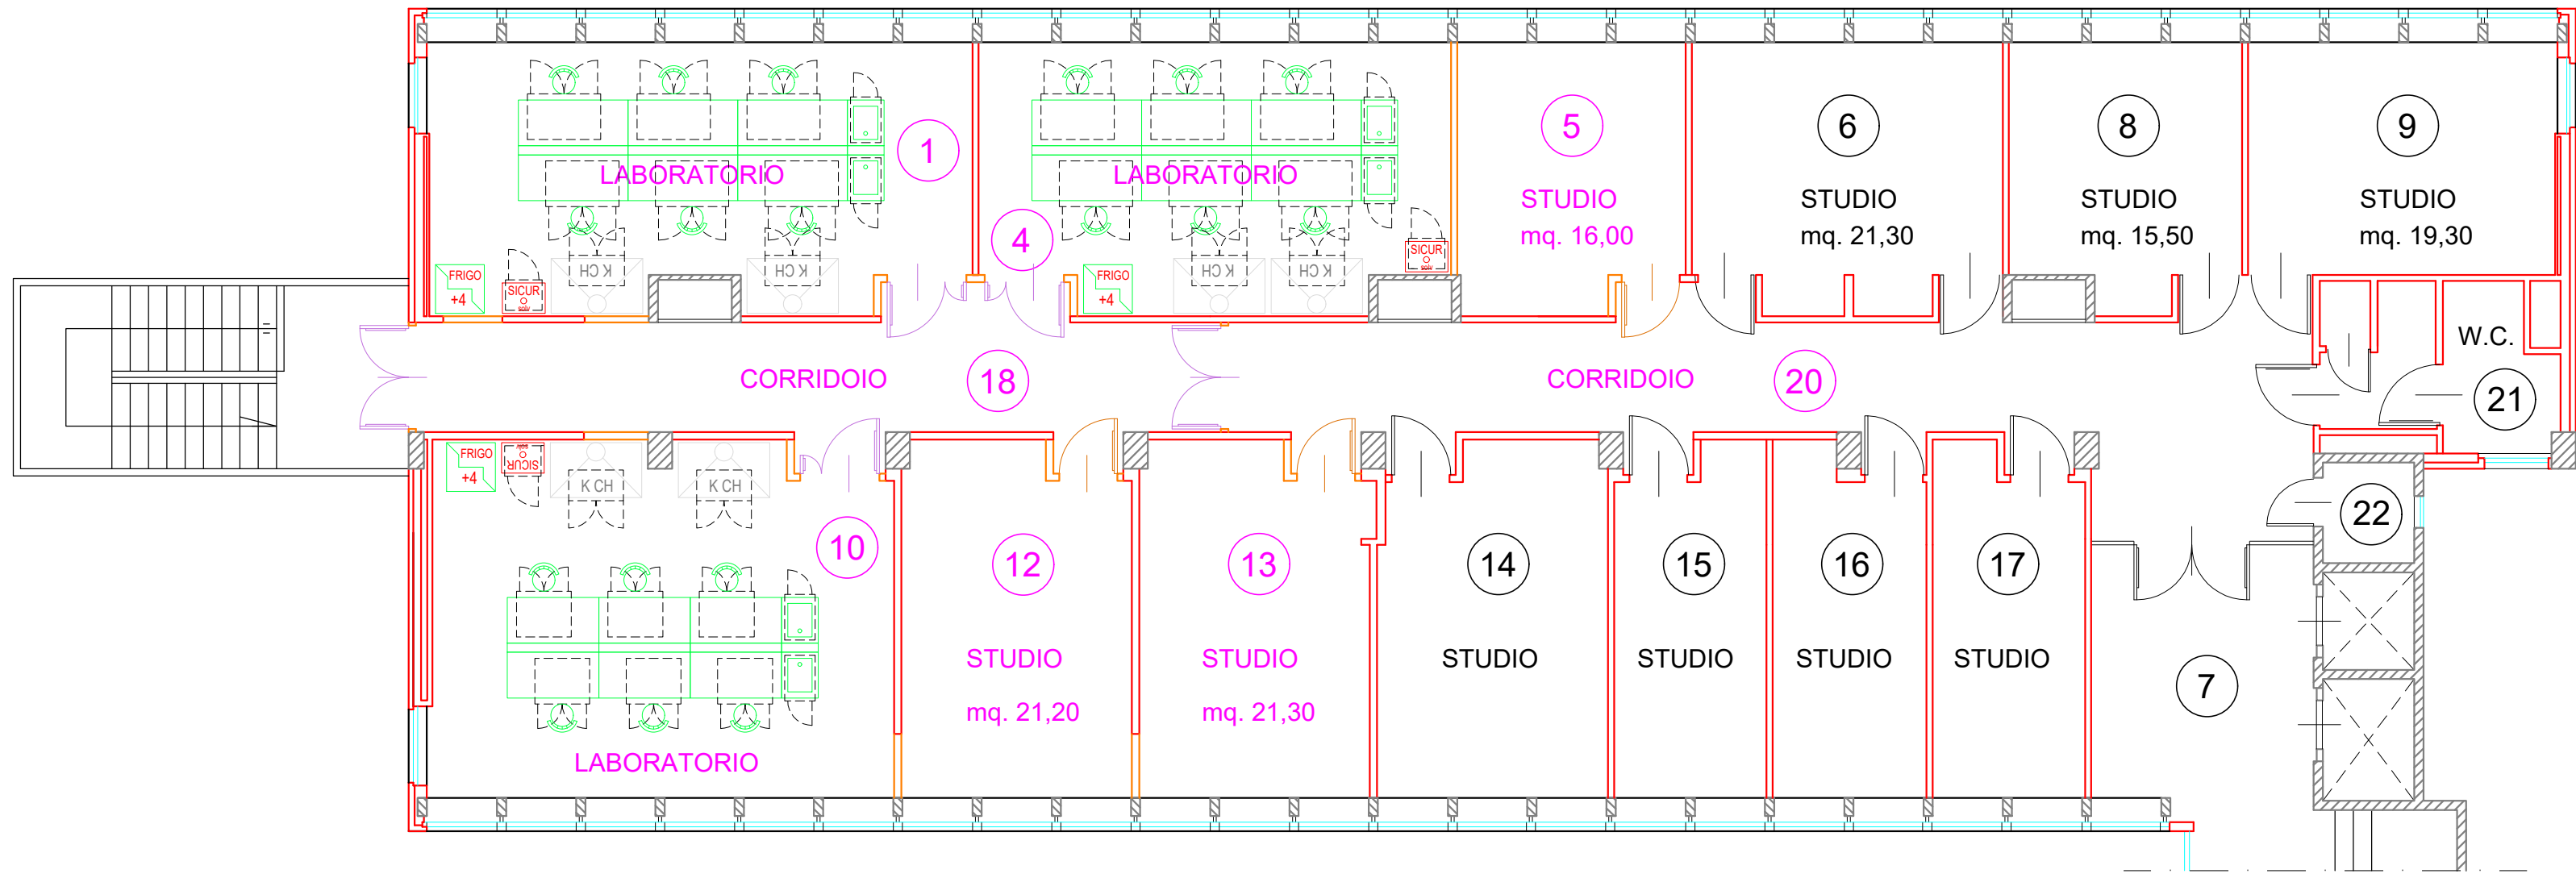 1
LABORATORIO
FRIGO
+4
SICUR
solv
K CH
K CH
4
LABORATORIO
FRIGO
+4
K CH
K CH
SICUR
solv
5
STUDIO
mq. 16,00
6
STUDIO
mq. 21,30
8
STUDIO
mq. 15,50
9
STUDIO
mq. 19,30
CORRIDOIO
18
CORRIDOIO
20
W.C.
21
22
7
FRIGO
+4
solv
SICUR
K CH
K CH
10
LABORATORIO
12
STUDIO
mq. 21,20
13
STUDIO
mq. 21,30
14
STUDIO
15
STUDIO
16
STUDIO
17
STUDIO